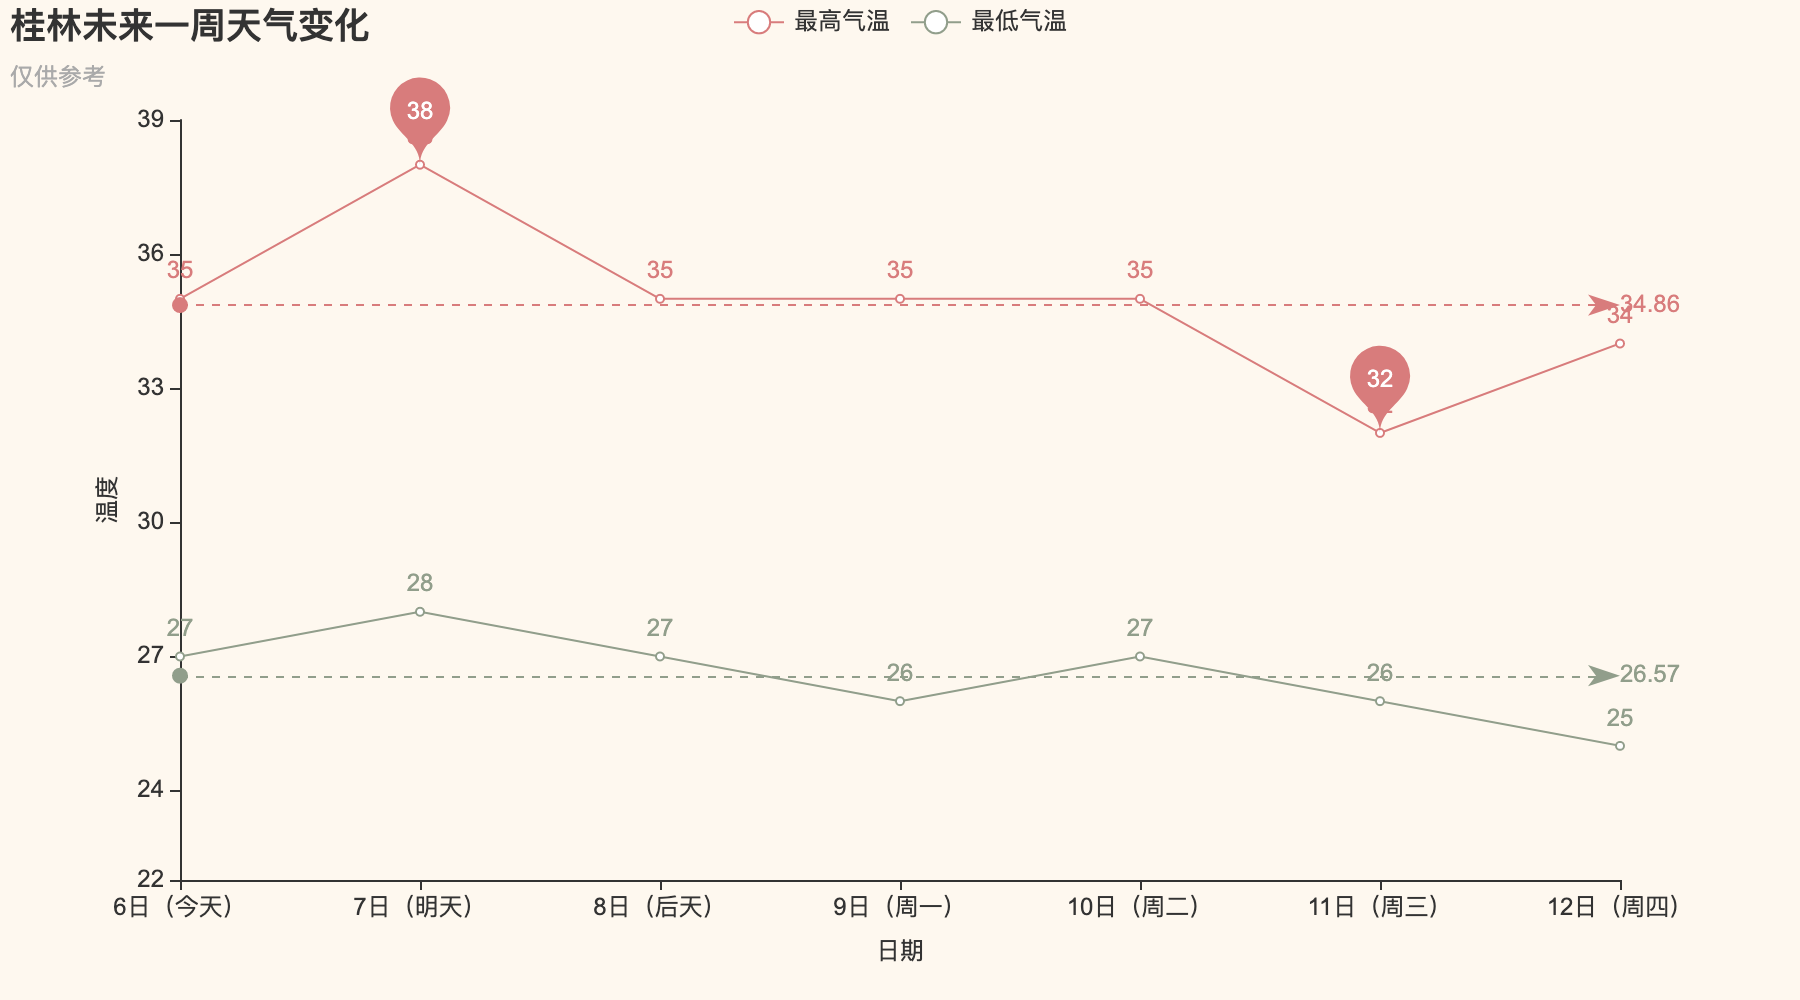 桂林未来一周天气变化
仅供参考
最高气温
最低气温
39
36
33
30
27
24
22
温度
35
38
35
35
35
32
34
34.86
27
28
27
26
27
26
25
26.57
6日（今天）
7日（明天）
8日（后天）
9日（周一）
10日（周二）
11日（周三）
12日（周四）
日期